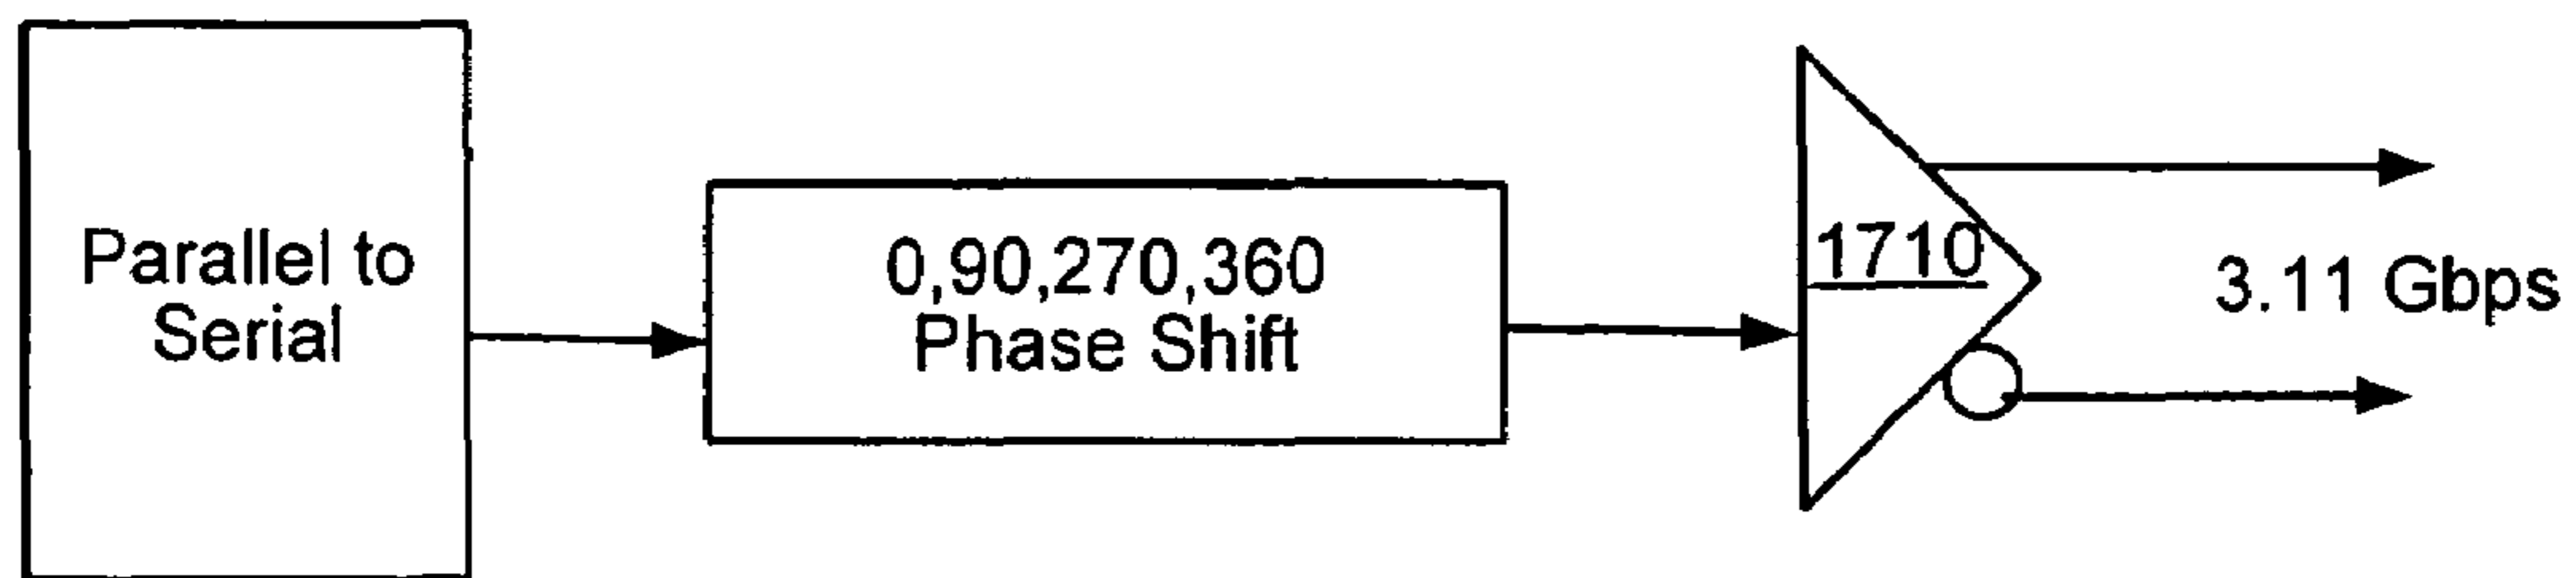 Parallel to
Serial
0,90,270,360
Phase Shift
1710
3.11 Gbps